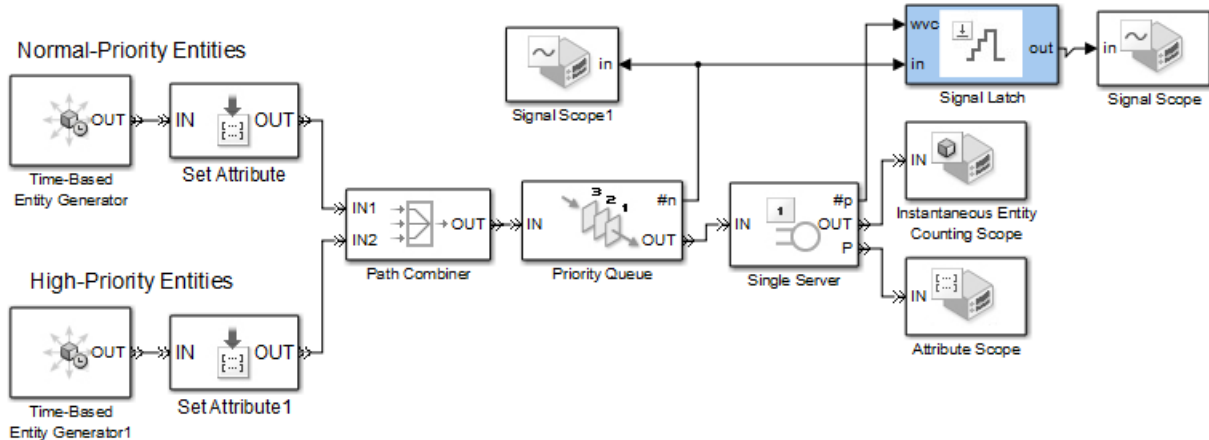 Normal-Priority Entities
OUT
Time-Based
Entity Generator
IN
OUT
[...]
Set Attribute
High-Priority Entities
OUT
Time-Based
Entity Generator1
IN
OUT
[...]
Set Attribute1
IN1
IN2
OUT
Path Combiner
in
Signal Scope1
IN
3
2
1
#n
OUT
Priority Queue
IN
1
#p
OUT
P
Single Server
wvc
in
out
Signal Latch
in
Signal Scope
IN
Instantaneous Entity
Counting Scope
IN
[...]
Attribute Scope